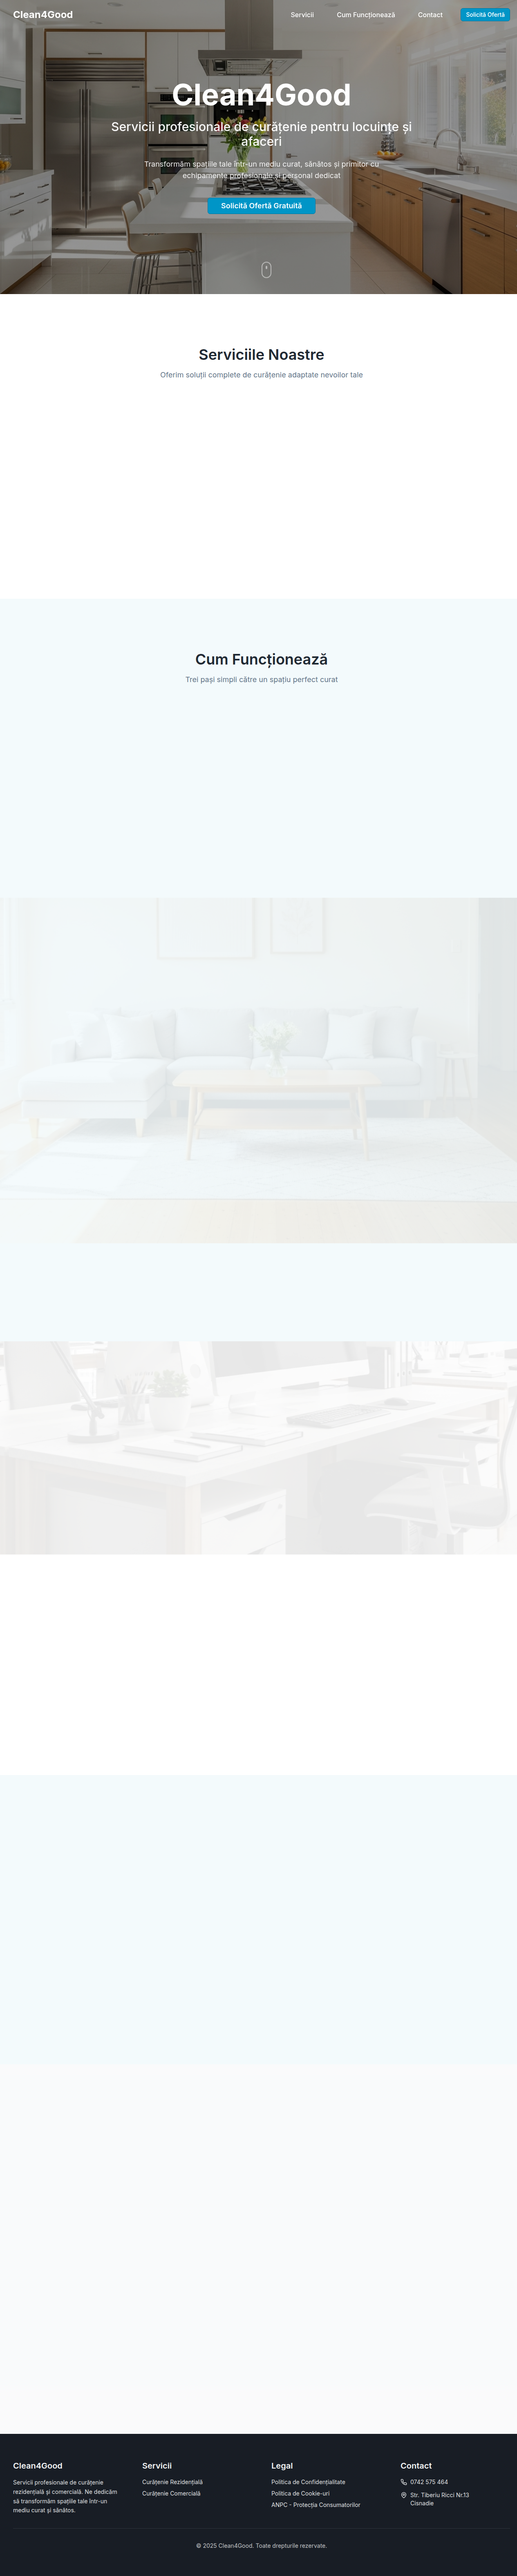 Clean4Good
Servicii
Cum Funcționează
Contact
Solicită Ofertă
Clean4Good
Servicii profesionale de curățenie pentru locuințe și
afaceri
Transformăm spațiile tale într-un mediu curat, sănătos și primitor cu
echipamente profesionale și personal dedicat
Solicită Ofertă Gratuită
Serviciile Noastre
Oferim soluții complete de curățenie adaptate nevoilor tale
Cum Funcționează
Trei pași simpli către un spațiu perfect curat
Clean4Good
Servicii profesionale de curățenie
rezidențială și comercială. Ne dedicăm
să transformăm spațiile tale într-un
mediu curat și sănătos.
Servicii
Curățenie Rezidențială
Curățenie Comercială
Legal
Politica de Confidențialitate
Politica de Cookie-uri
ANPC - Protecția Consumatorilor
Contact
0742 575 464
Str. Tiberiu Ricci Nr.13
Cisnadie
© 2025 Clean4Good. Toate drepturile rezervate.